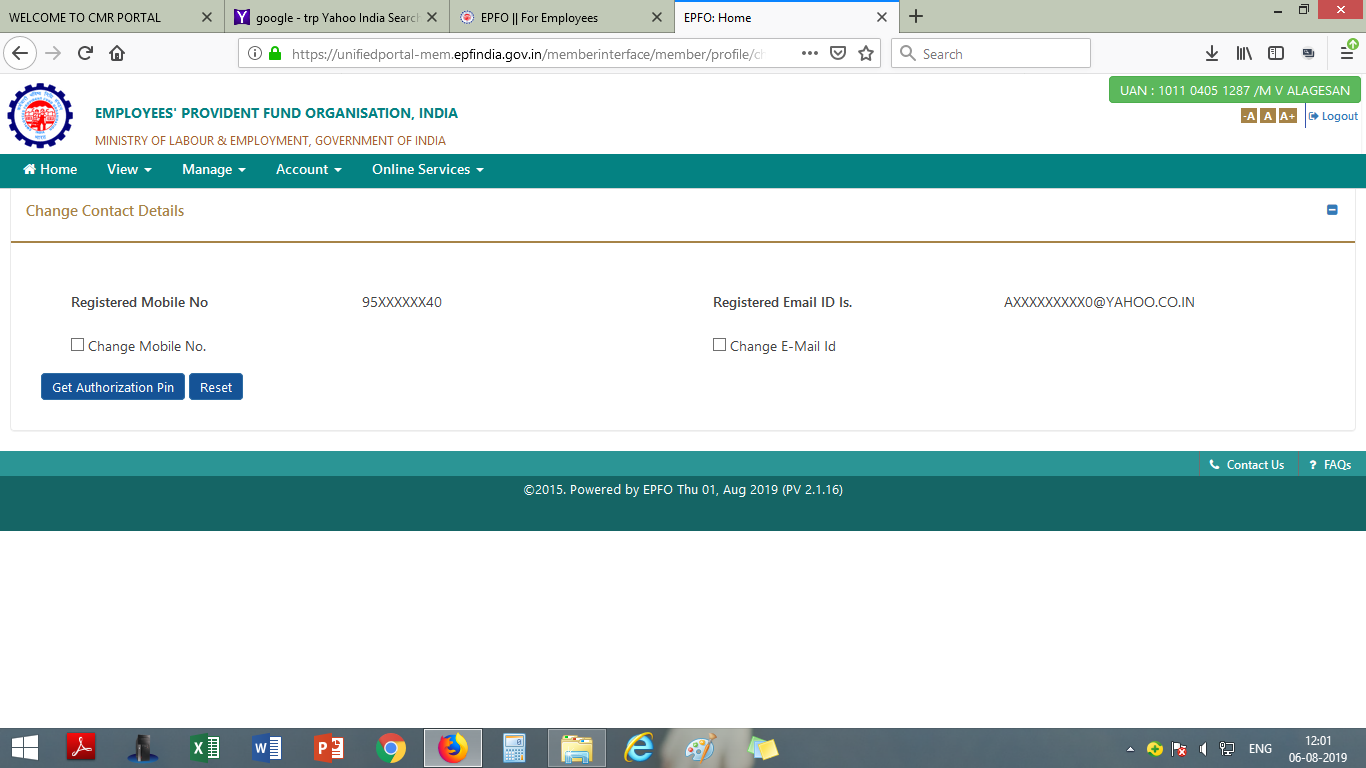 WELCOME TO CMR PORTAL
google - trp Yahoo India Search
EPFO || For Employees
EPFO: Home
https://unifiedportal-mem.epfindia.gov.in/memberinterface/member/profile/c
Search
UAN : 1011 0405 1287 /M V ALAGESAN
EMPLOYEES' PROVIDENT FUND ORGANISATION, INDIA
-A A A+ Logout
MINISTRY OF LABOUR & EMPLOYMENT, GOVERNMENT OF INDIA
Home View Manage Account Online Services
Change Contact Details
Registered Mobile No 95XXXXXX40 Registered Email ID Is. AXXXXXXXXX0@YAHOO.CO.IN
Change Mobile No. Change E-Mail Id
Get Authorization Pin Reset
Contact Us ? FAQs
©2015. Powered by EPFO Thu 01, Aug 2019 (PV 2.1.16)
ENG 12:01
06-08-2019